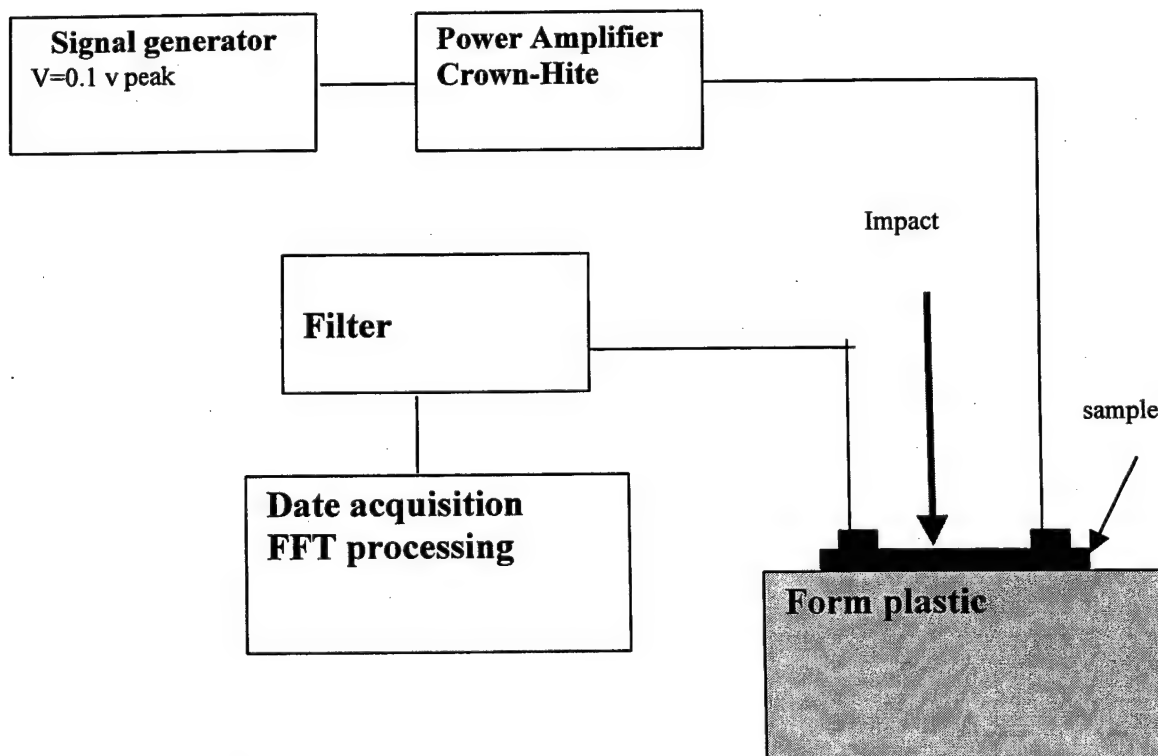 Signal generator
V=0.1 v peak
Power Amplifier
Crown-Hite
Impact
Filter
sample
Date acquisition
FFT processing
Form plastic